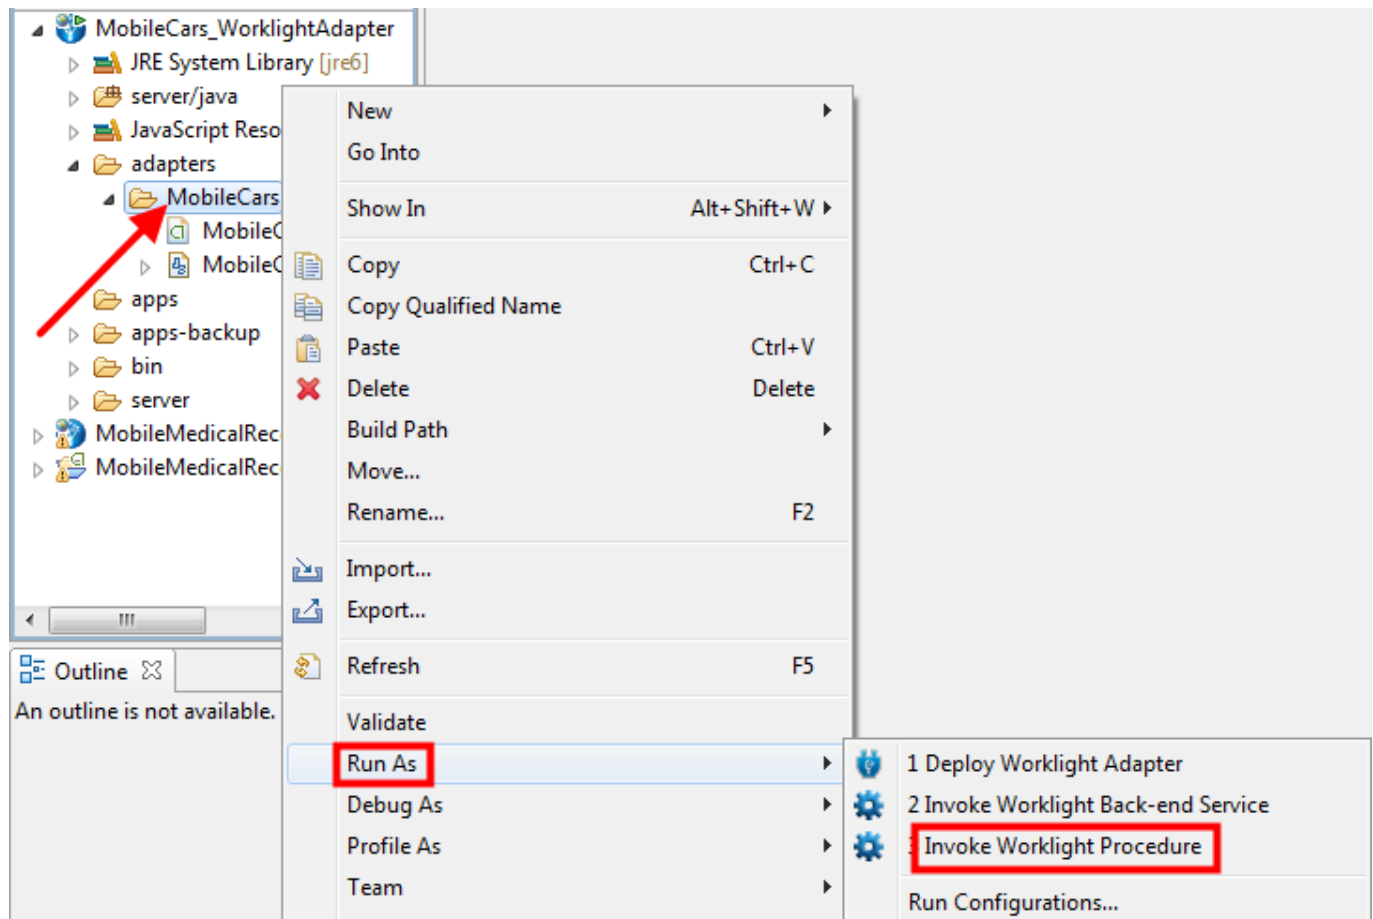 MobileCars_WorklightAdapter
JRE System Library [jre6]
server/java
JavaScript Reso
adapters
MobileCars
MobileC
MobileC
apps
apps-backup
bin
server
MobileMedicalRec
MobileMedicalRec
Outline
An outline is not available.
New
Go Into
Show In Alt+Shift+W
Copy Ctrl+C
Copy Qualified Name
Paste Ctrl+V
Delete Delete
Build Path
Move...
Rename... F2
Import...
Export...
Refresh F5
Validate
Run As
Debug As
Profile As
Team
1 Deploy Worklight Adapter
2 Invoke Worklight Back-end Service
3 Invoke Worklight Procedure
Run Configurations...